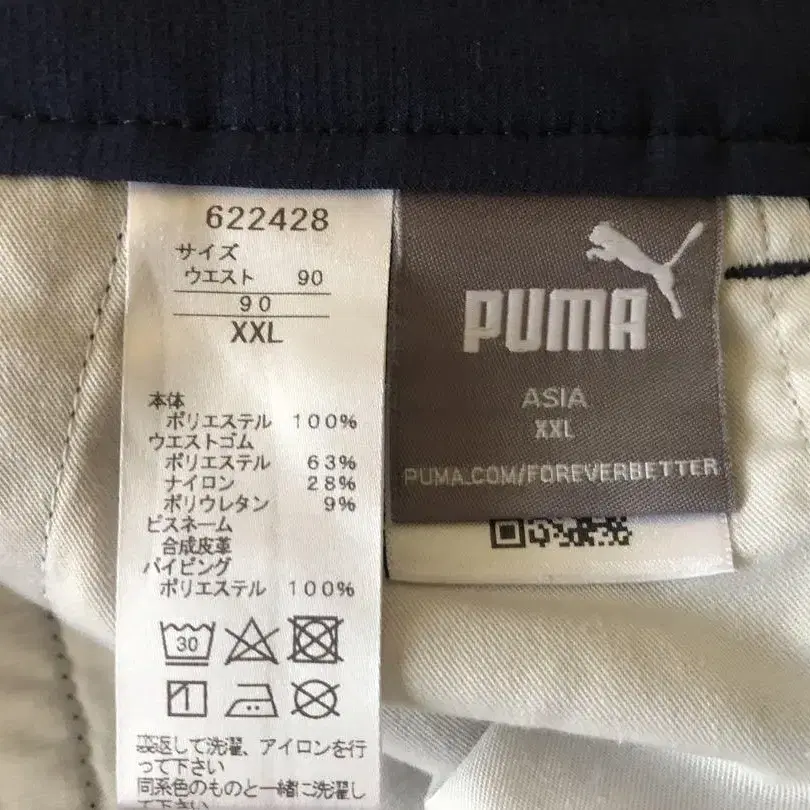 622428
サイズ
ウエスト 90
90
XXL
本体
ポリエステル 100%
ウエストゴム
ポリエステル 63%
ナイロン 28%
ポリウレタン 9%
ピスネーム
合成皮革
パイピング
ポリエステル 100%
30
裏返しで洗濯、アイロンを行
って下さい
同系色のものと一緒に洗濯し
て下さい
PUMA
ASIA
XXL
PUMA.COM/FOREVERBETTER